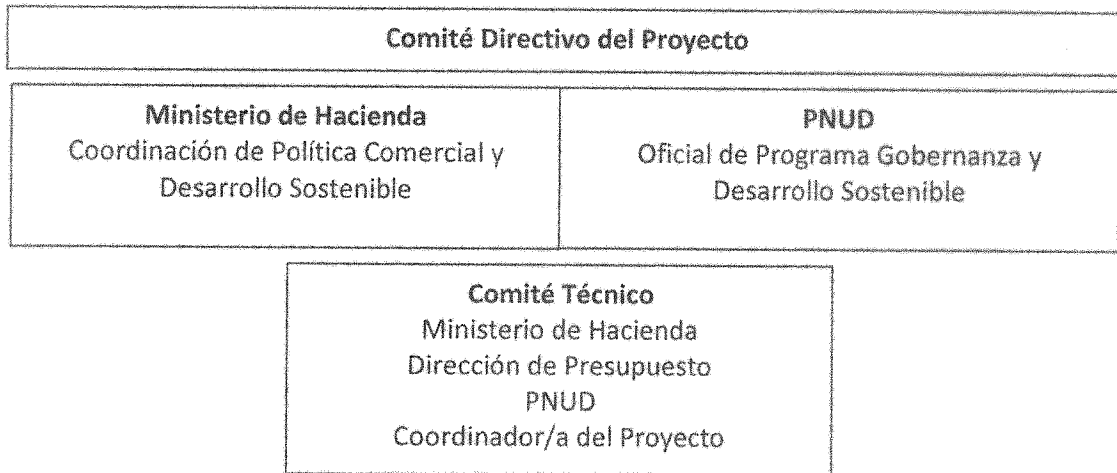 Comité Directivo del Proyecto
Ministerio de Hacienda
Coordinación de Política Comercial y
Desarrollo Sostenible
PNUD
Oficial de Programa Gobernanza y
Desarrollo Sostenible
Comité Técnico
Ministerio de Hacienda
Dirección de Presupuesto
PNUD
Coordinador/a del Proyecto